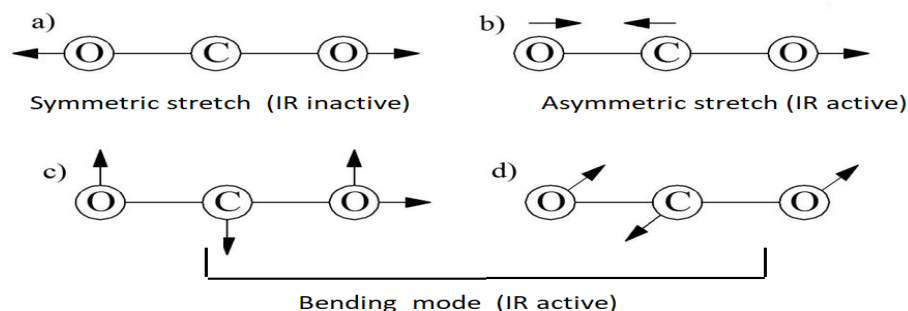 a) O C O
b) O C O
Symmetric stretch (IR inactive)
Asymmetric stretch (IR active)
c) O C O
d) O C O
Bending mode (IR active)